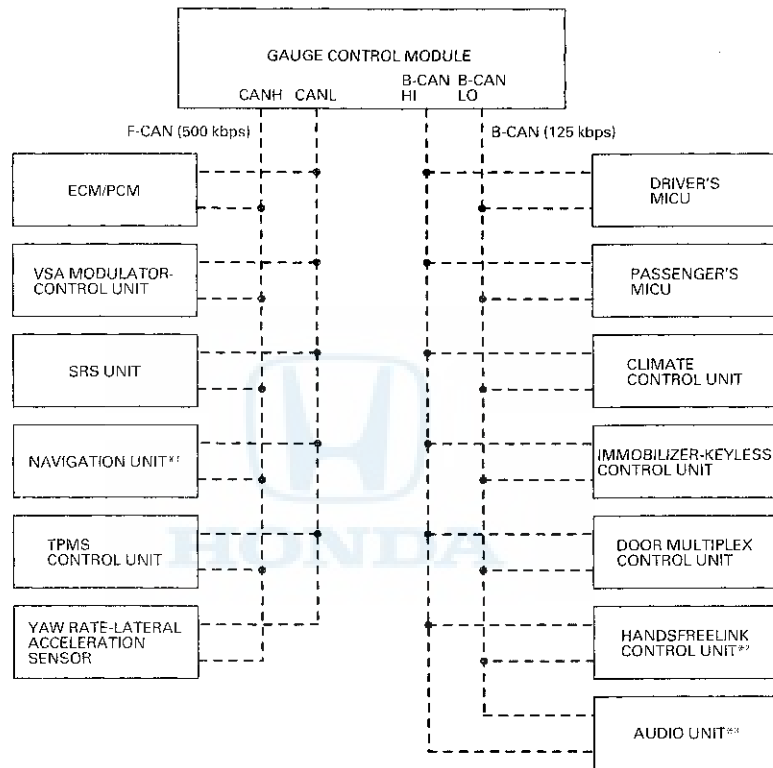 GAUGE CONTROL MODULE
CANH CANL
B-CAN B-CAN
HI LO
F-CAN (500 kbps)
B-CAN (125 kbps)
ECM/PCM
VSA MODULATOR-
CONTROL UNIT
SRS UNIT
NAVIGATION UNIT*1
TPMS
CONTROL UNIT
YAW RATE-LATERAL
ACCELERATION
SENSOR
DRIVER'S
MICU
PASSENGER'S
MICU
CLIMATE
CONTROL UNIT
IMMOBILIZER-KEYLESS
CONTROL UNIT
DOOR MULTIPLEX
CONTROL UNIT
HANDSFREELINK
CONTROL UNIT*2
AUDIO UNIT*3
HONDA